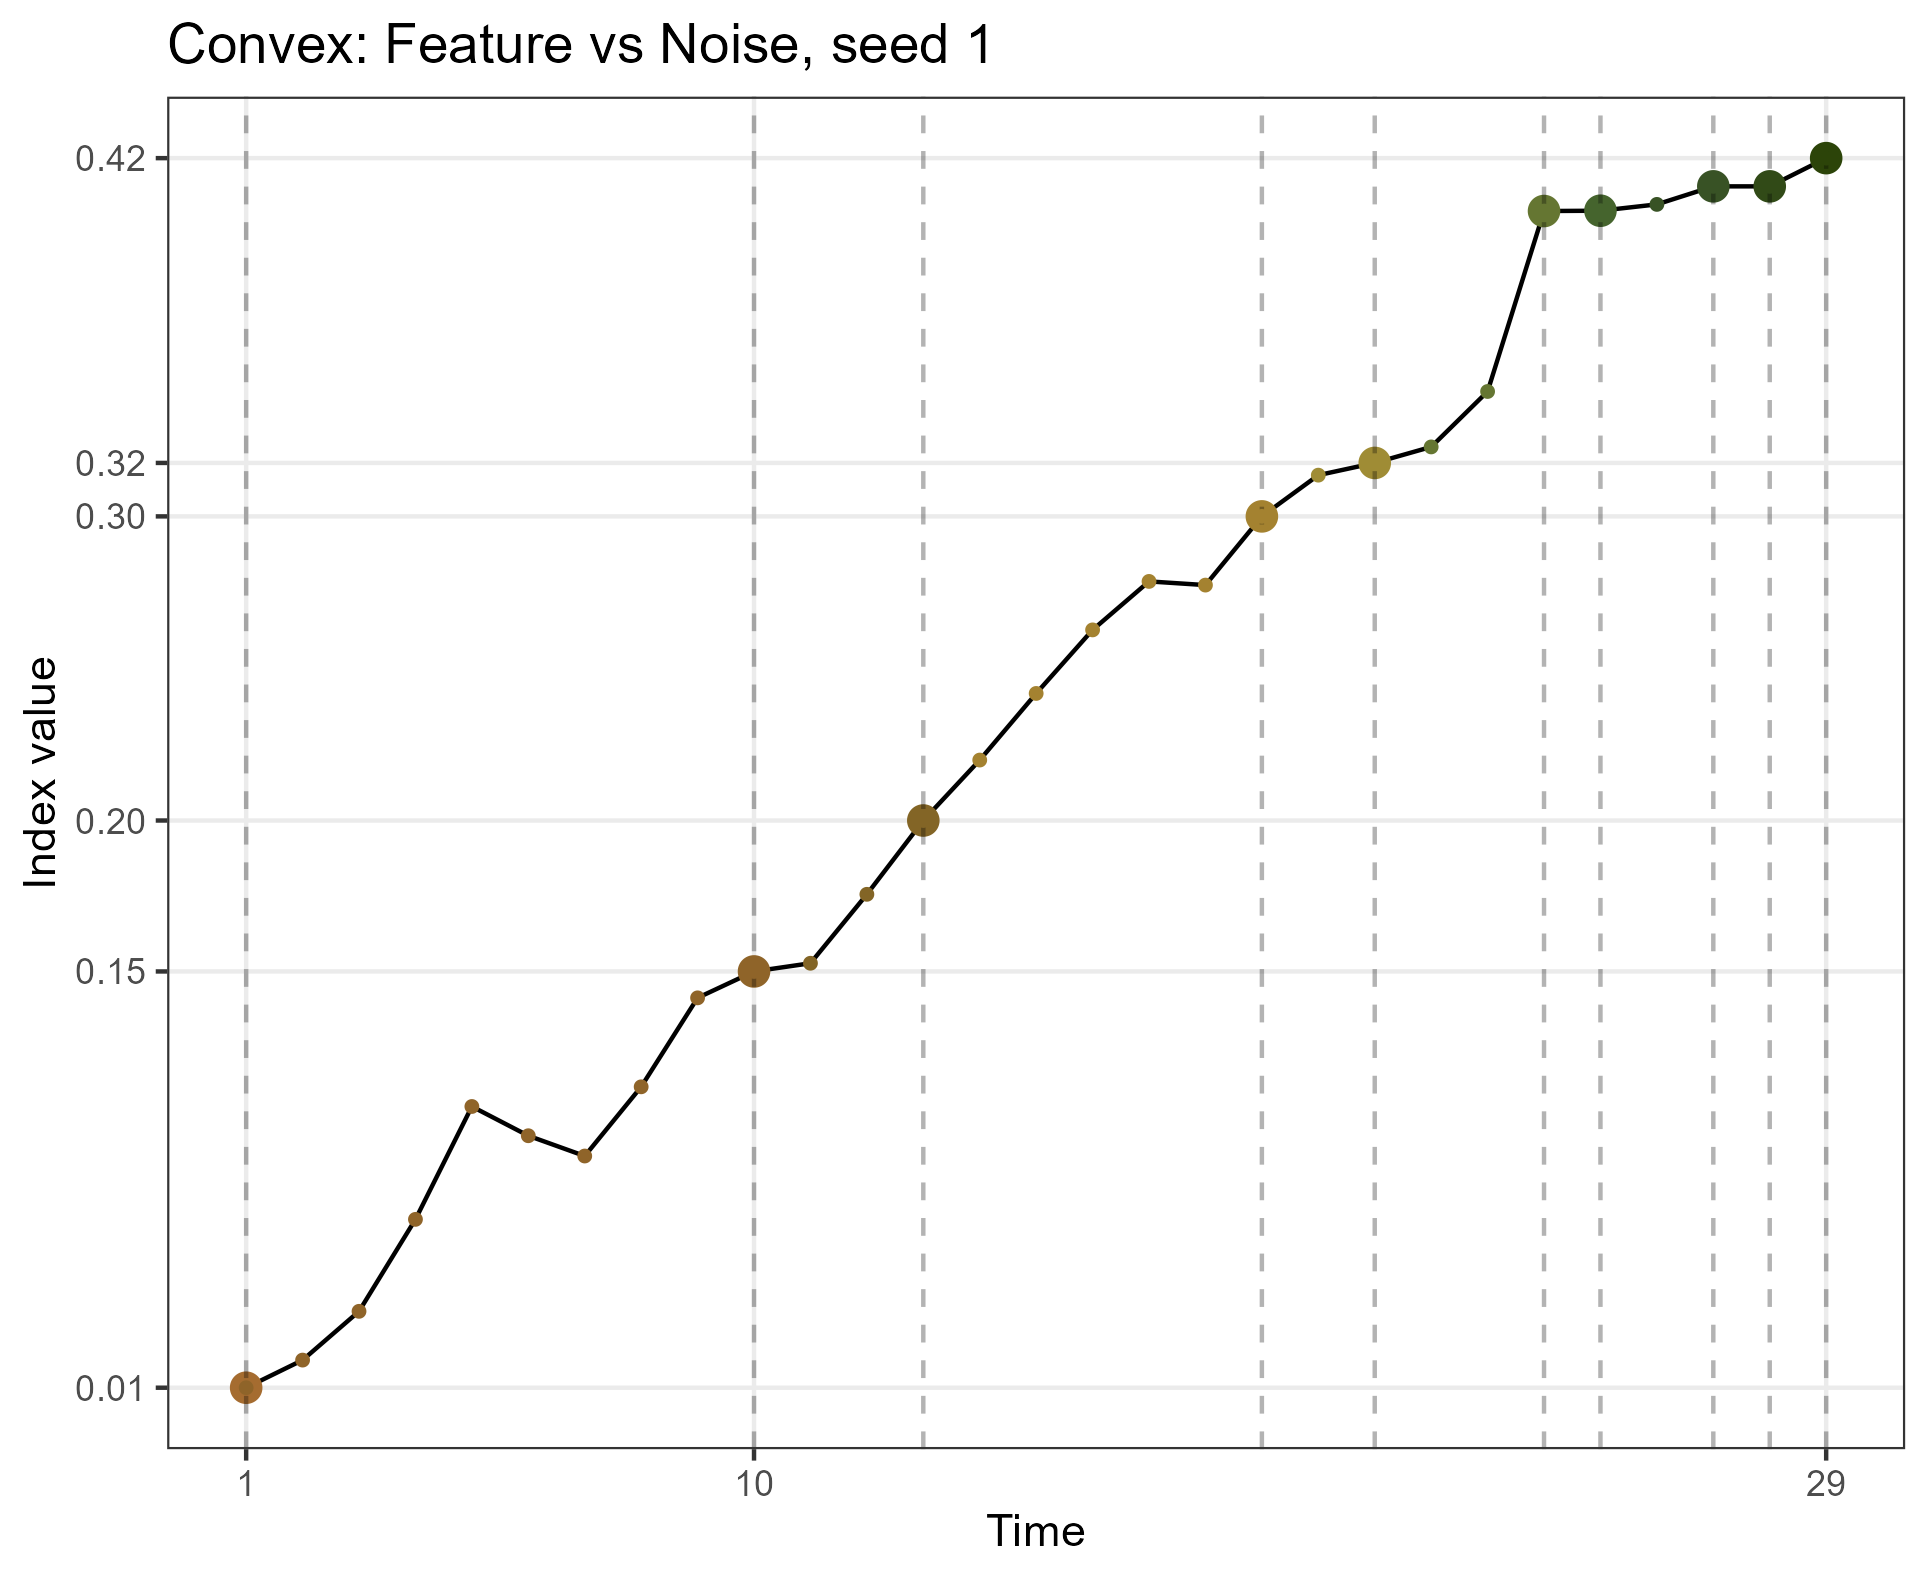 Convex: Feature vs Noise, seed 1
Index value
0.42
0.32
0.30
0.20
0.15
0.01
1 10 29
Time